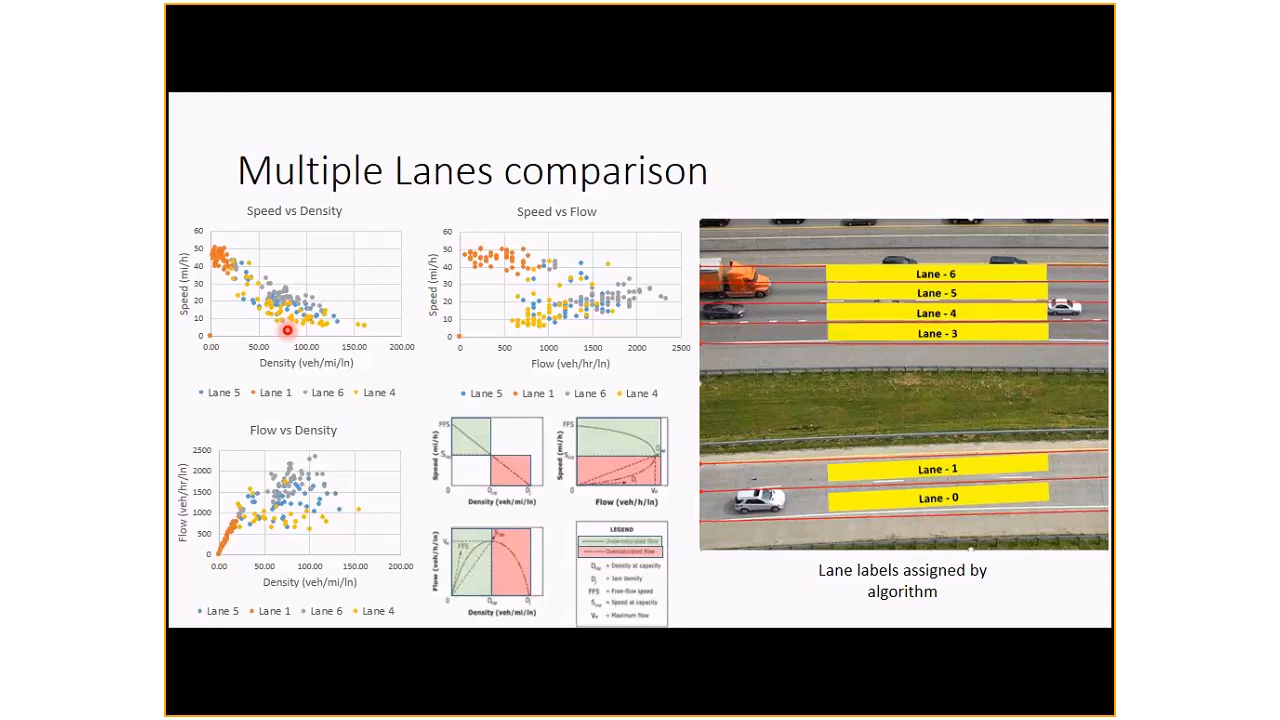 Multiple Lanes comparison
Speed vs Density
Speed (mi/h)
60
50
40
30
20
10
0
0.00 50.00 100.00 150.00 200.00
Density (veh/mi/ln)
Lane 5 Lane 1 Lane 6 Lane 4
Speed vs Flow
Speed (mi/h)
60
50
40
30
20
10
0
0 500 1000 1500 2000 2500
Flow (veh/hr/ln)
Lane 5 Lane 1 Lane 6 Lane 4
Flow vs Density
Flow (veh/hr/ln)
2500
2000
1500
1000
500
0
0.00 50.00 100.00 150.00 200.00
Density (veh/mi/ln)
Lane 5 Lane 1 Lane 6 Lane 4
FFS
Speed (mi/h)
0
Density (veh/mi/ln)
FFS
Speed (mi/h)
0
Flow (veh/h/ln)
FFS
Flow (veh/h/ln)
0
Density (veh/mi/ln)
LEGEND
Undersaturated flow
Oversaturated flow
= Density at capacity
= Jam density
FFS = Free-flow speed
= Speed at capacity
= Maximum flow
Lane - 6
Lane - 5
Lane - 4
Lane - 3
Lane - 1
Lane - 0
Lane labels assigned by
algorithm